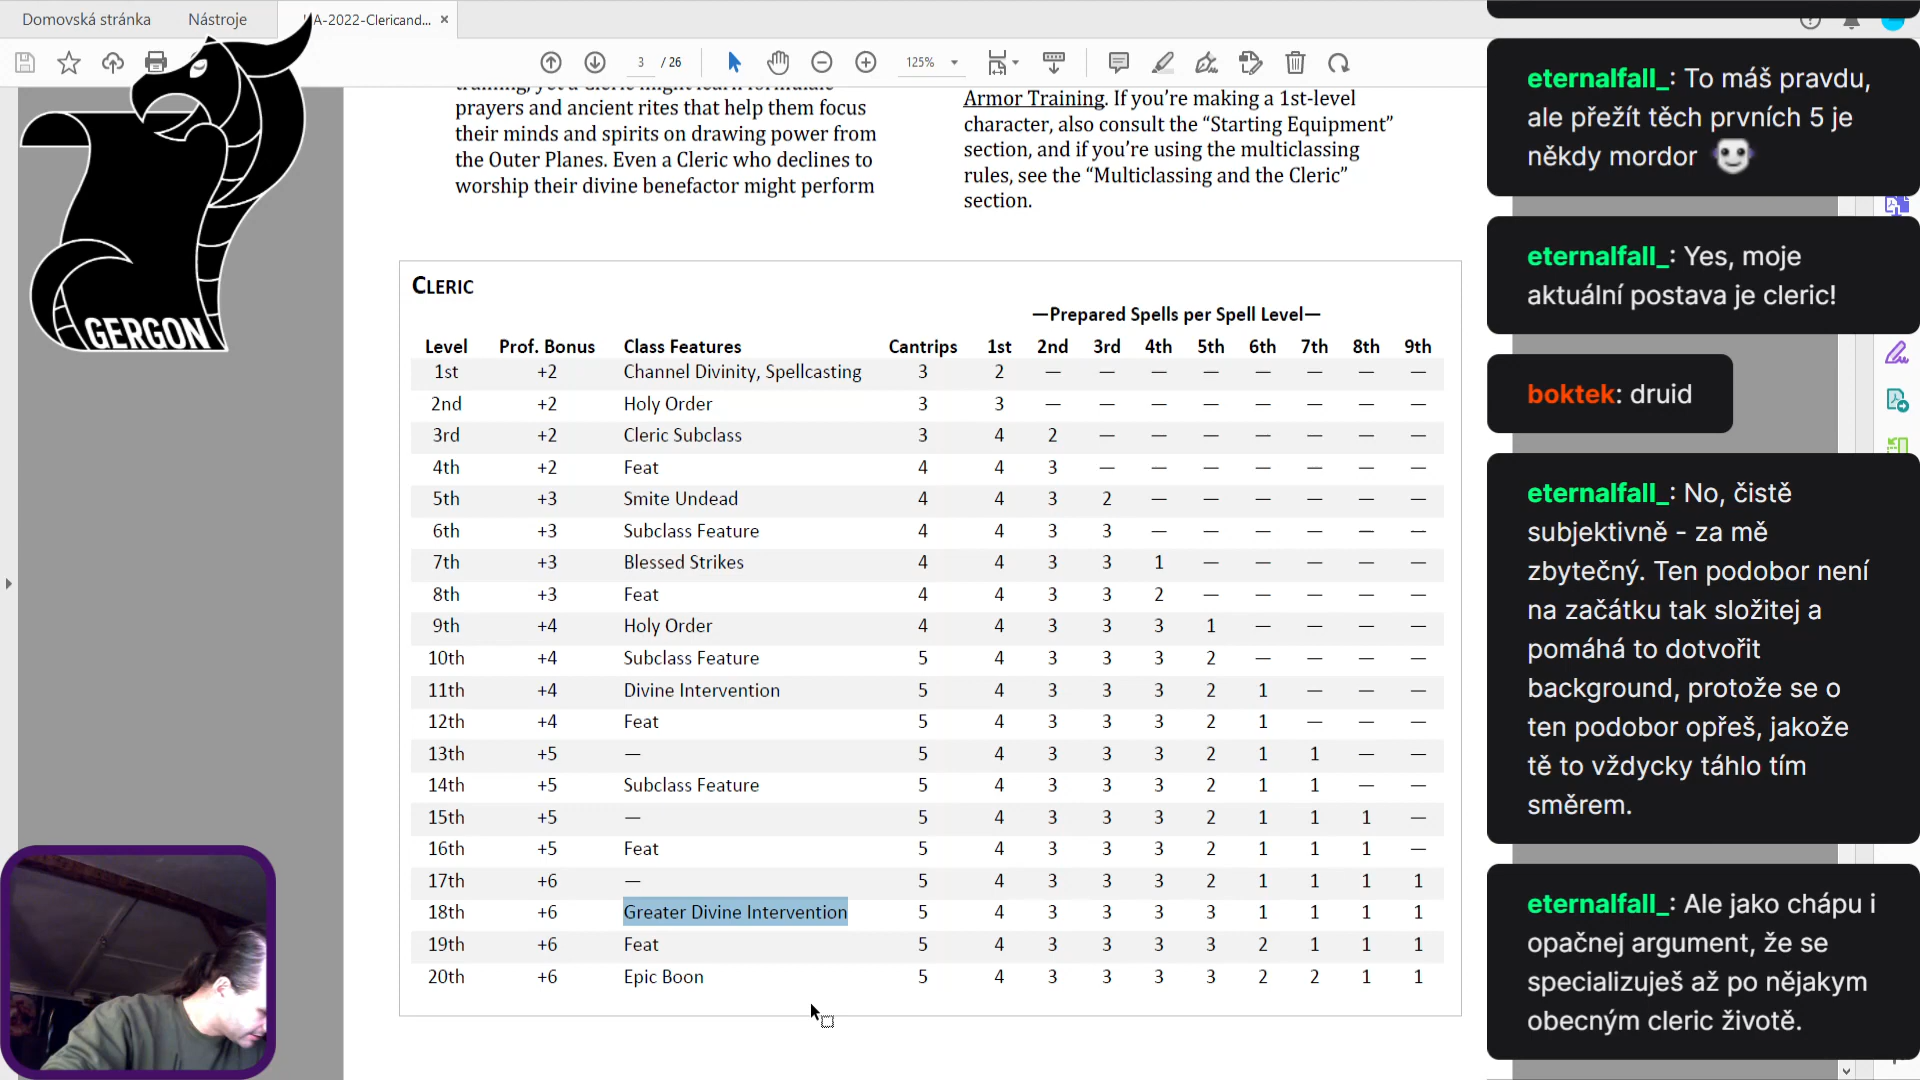 Domovská stránka
Nástroje
A-2022-Clericand...
3 / 26
125%
prayers and ancient rites that help them focus
their minds and spirits on drawing power from
the Outer Planes. Even a Cleric who declines to
worship their divine benefactor might perform
Armor Training. If you’re making a 1st-level
character, also consult the “Starting Equipment”
section, and if you’re using the multiclassing
rules, see the “Multiclassing and the Cleric”
section.
GERGON
CLERIC
—Prepared Spells per Spell Level—
Level Prof. Bonus Class Features Cantrips 1st 2nd 3rd 4th 5th 6th 7th 8th 9th
1st +2 Channel Divinity, Spellcasting 3 2 — — — — — — — —
2nd +2 Holy Order 3 3 — — — — — — — —
3rd +2 Cleric Subclass 3 4 2 — — — — — — —
4th +2 Feat 4 4 3 — — — — — — —
5th +3 Smite Undead 4 4 3 2 — — — — — —
6th +3 Subclass Feature 4 4 3 3 — — — — — —
7th +3 Blessed Strikes 4 4 3 3 1 — — — — —
8th +3 Feat 4 4 3 3 2 — — — — —
9th +4 Holy Order 4 4 3 3 3 1 — — — —
10th +4 Subclass Feature 5 4 3 3 3 2 — — — —
11th +4 Divine Intervention 5 4 3 3 3 2 1 — — —
12th +4 Feat 5 4 3 3 3 2 1 — — —
13th +5 — 5 4 3 3 3 2 1 1 — —
14th +5 Subclass Feature 5 4 3 3 3 2 1 1 — —
15th +5 — 5 4 3 3 3 2 1 1 1 —
16th +5 Feat 5 4 3 3 3 2 1 1 1 —
17th +6 — 5 4 3 3 3 2 1 1 1 1
18th +6 Greater Divine Intervention 5 4 3 3 3 3 1 1 1 1
19th +6 Feat 5 4 3 3 3 3 2 1 1 1
20th +6 Epic Boon 5 4 3 3 3 3 2 2 1 1
eternalfall_: To máš pravdu,
ale přežít těch prvních 5 je
někdy mordor
eternalfall_: Yes, moje
aktuální postava je cleric!
boktek: druid
eternalfall_: No, čistě
subjektivně - za mě
zbytečný. Ten podobor není
na začátku tak složitej a
pomáhá to dotvořit
background, protože se o
ten podobor opřeš, jakože
tě to vždycky táhlo tím
směrem.
eternalfall_: Ale jako chápu i
opačnej argument, že se
specializuješ až po nějakym
obecným cleric životě.